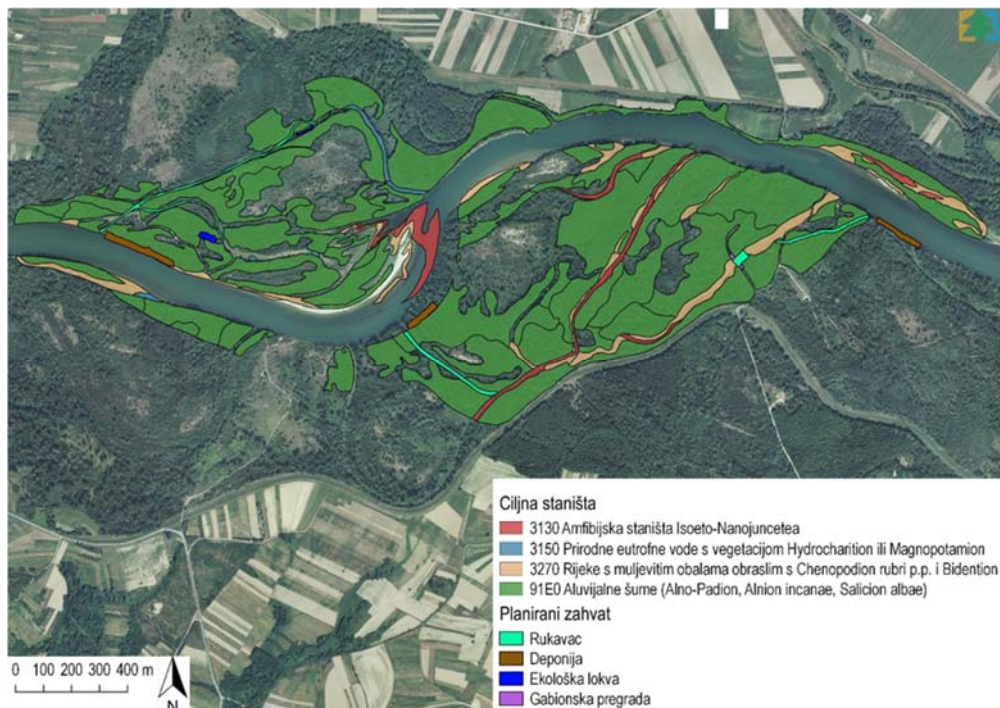 Ciljna staništa
3130 Amfibijska staništa Isoeto-Nanojuncetea
3150 Prirodne eutrofne vode s vegetacijom Hydrocharition ili Magnopotamion
3270 Rijeke s muljevitim obalama obraslim s Chenopodion rubri p.p. i Bidention
91E0 Aluvijalne šume (Alno-Padion, Alnion incanae, Salicion albae)
Planirani zahvat
Rukavac
Deponija
Ekološka lokva
Gabionska pregrada
0 100 200 300 400 m
N